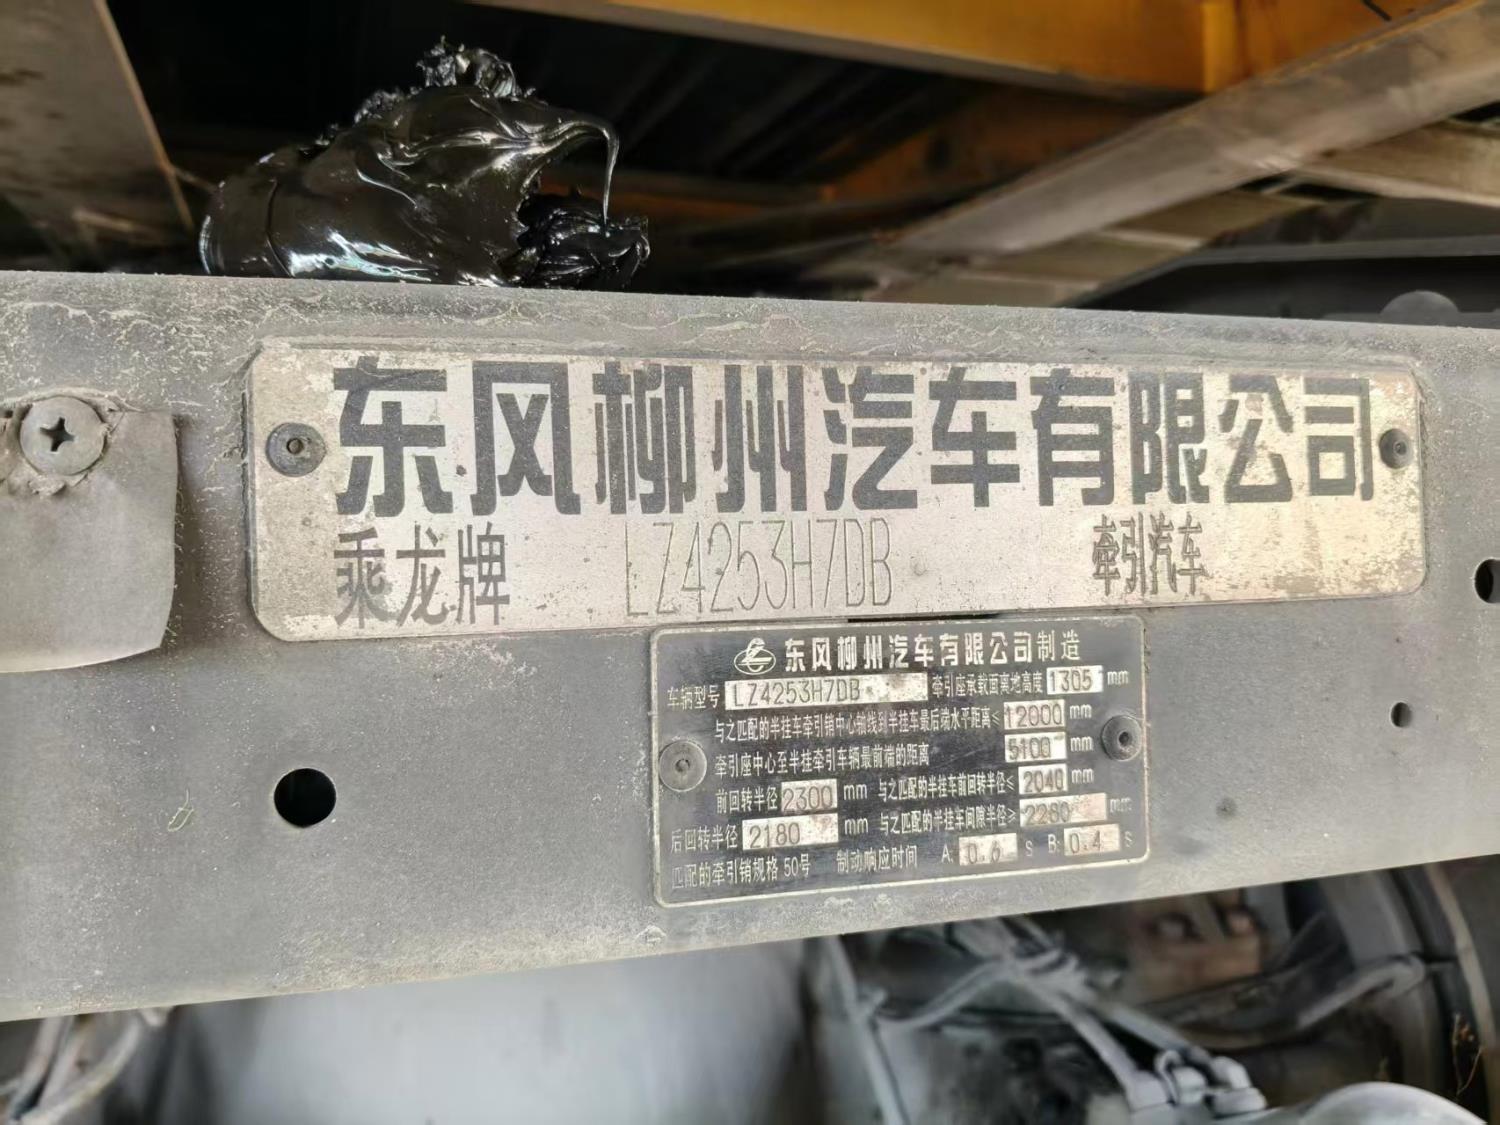 东风柳州汽车有限公司
乘龙牌 LZ4253H7DB 牵引汽车
东风柳州汽车有限公司制造
车辆型号 LZ4253H7DB 牵引座承载面离地高度 1305 mm
与之匹配的半挂车牵引销中心轴线到半挂车最后端水平距离≤ 12000 mm
牵引座中心至半挂牵引车辆最前端的距离 5100 mm
前回转半径 2300 mm 与之匹配的半挂车前回转半径≤ 2040 mm
后回转半径 2180 mm 与之匹配的半挂车间隙半径≥ 2280 mm
匹配的牵引销规格 50号 制动响应时间 A: 0.6 S B: 0.4 S